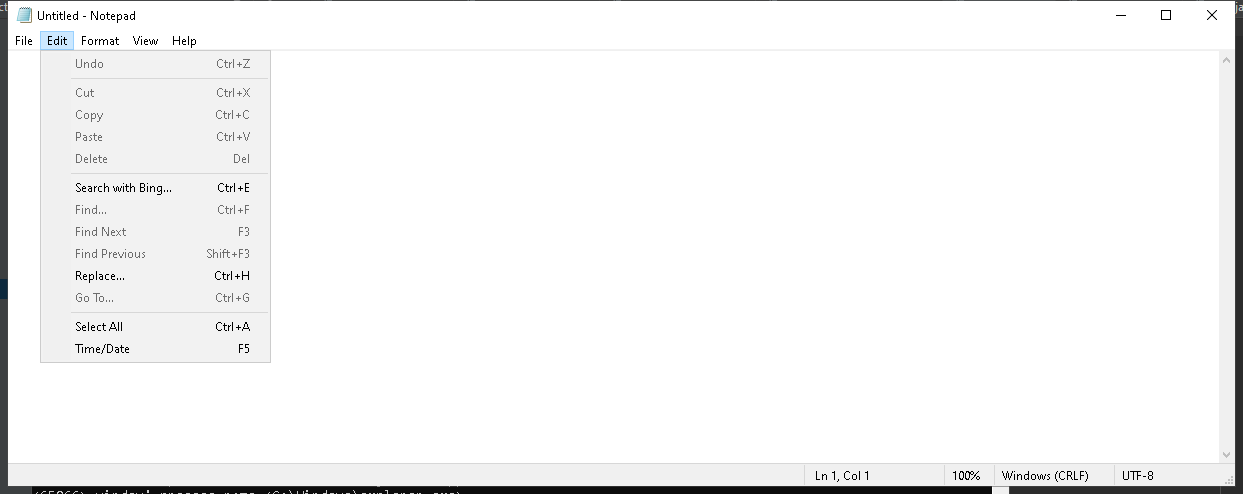 Untitled - Notepad
File Edit Format View Help
Undo Ctrl+Z
Cut Ctrl+X
Copy Ctrl+C
Paste Ctrl+V
Delete Del
Search with Bing... Ctrl+E
Find... Ctrl+F
Find Next F3
Find Previous Shift+F3
Replace... Ctrl+H
Go To... Ctrl+G
Select All Ctrl+A
Time/Date F5
Ln 1, Col 1 100% Windows (CRLF) UTF-8